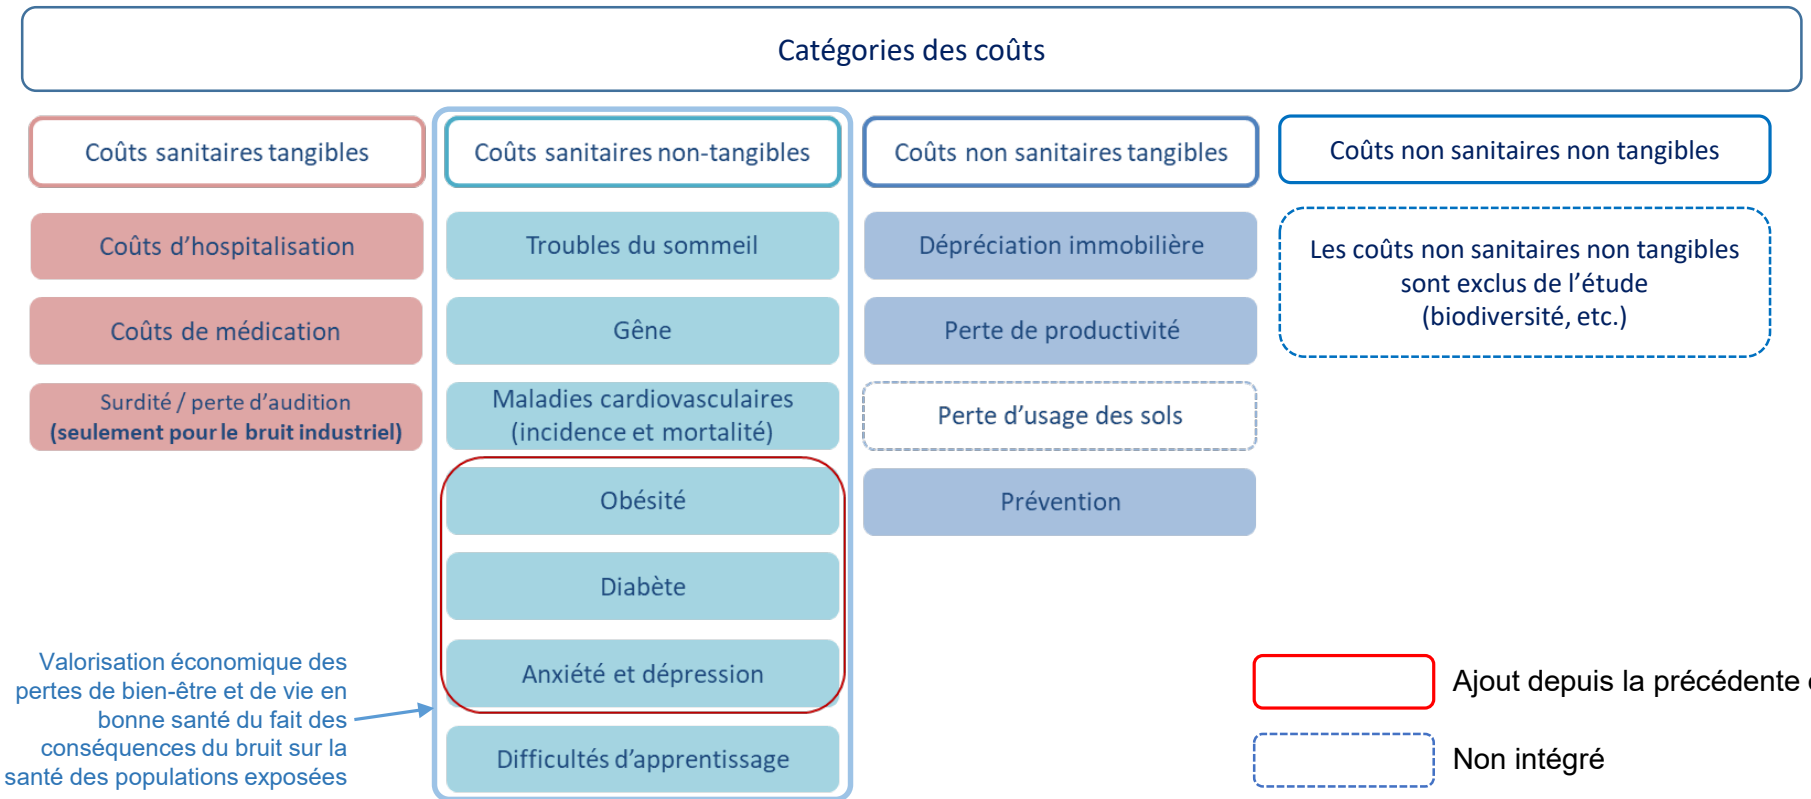 Catégories des coûts
Coûts sanitaires tangibles
Coûts d'hospitalisation
Coûts de médication
Surdité / perte d'audition
(seulement pour le bruit industriel)
Coûts sanitaires non-tangibles
Troubles du sommeil
Gêne
Maladies cardiovasculaires
(incidence et mortalité)
Obésité
Diabète
Anxiété et dépression
Difficultés d'apprentissage
Coûts non sanitaires tangibles
Dépréciation immobilière
Perte de productivité
Perte d'usage des sols
Prévention
Coûts non sanitaires non tangibles
Les coûts non sanitaires non tangibles
sont exclus de l'étude
(biodiversité, etc.)
Valorisation économique des
pertes de bien-être et de vie en
bonne santé du fait des
conséquences du bruit sur la
santé des populations exposées
Ajout depuis la précédente
Non intégré